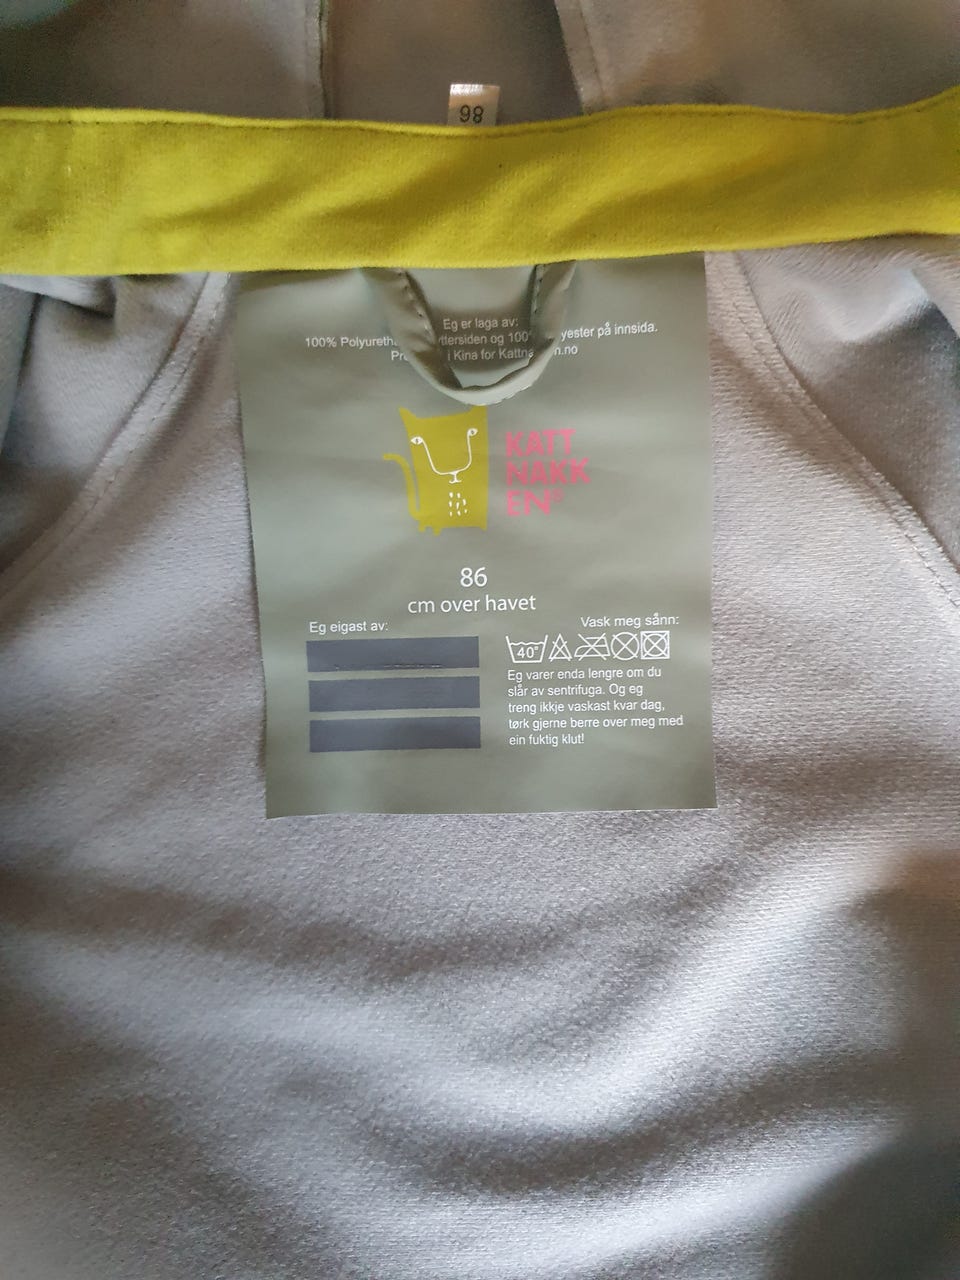 98
Eg er laga av:
100% Polyureth ttersiden og 100 yester på innsida.
Pr i Kina for Kattna n.no
KATT
NAKK
EN®
86
cm over havet
Eg eigast av:
Vask meg sånn:
40°
Eg varer enda lengre om du
slår av sentrifuga. Og eg
treng ikkje vaskast kvar dag,
tørk gjerne berre over meg med
ein fuktig klut!